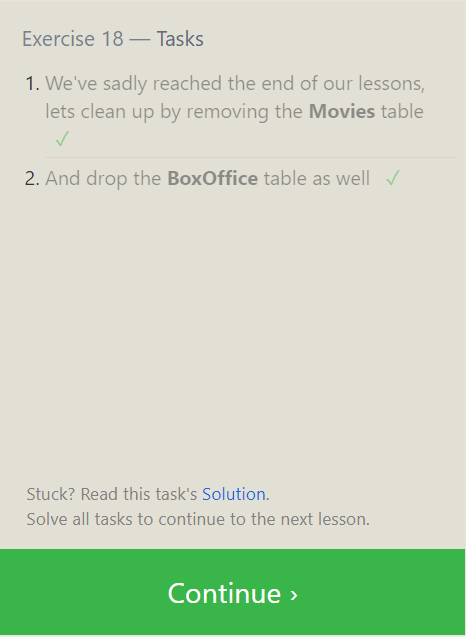 Exercise 18 — Tasks
1. We've sadly reached the end of our lessons,
lets clean up by removing the Movies table
✓
2. And drop the BoxOffice table as well ✓
Stuck? Read this task's Solution.
Solve all tasks to continue to the next lesson.
Continue ›